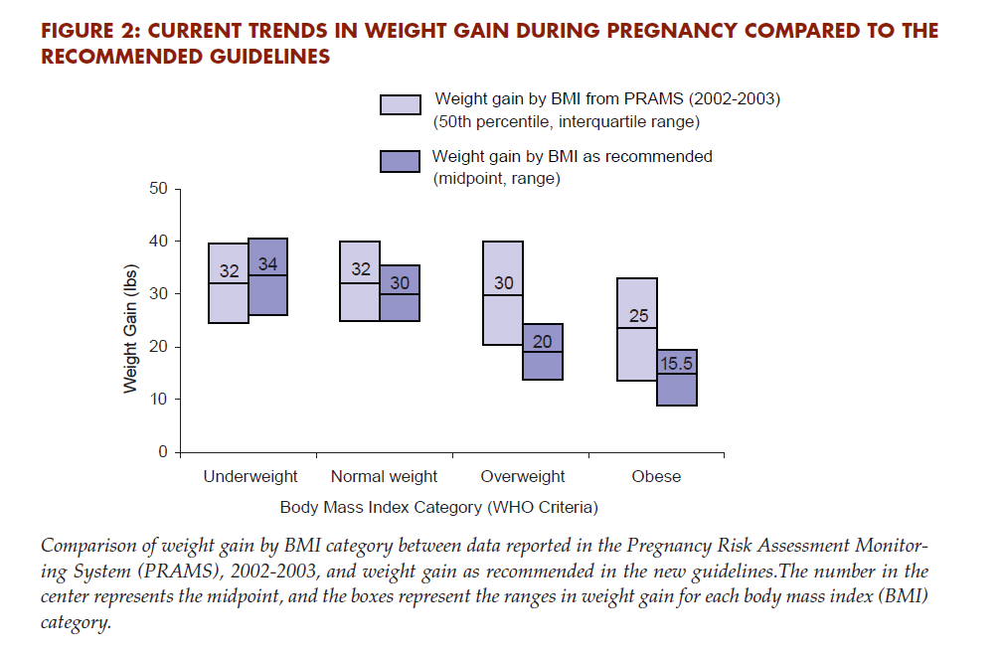 FIGURE 2: CURRENT TRENDS IN WEIGHT GAIN DURING PREGNANCY COMPARED TO THE
RECOMMENDED GUIDELINES
Weight gain by BMI from PRAMS (2002-2003)
(50th percentile, interquartile range)
Weight gain by BMI as recommended
(midpoint, range)
Weight Gain (lbs)
50
40
30
20
10
0
32
34
32
30
30
20
25
15.5
Underweight
Normal weight
Overweight
Obese
Body Mass Index Category (WHO Criteria)
Comparison of weight gain by BMI category between data reported in the Pregnancy Risk Assessment Monitor-
ing System (PRAMS), 2002-2003, and weight gain as recommended in the new guidelines.The number in the
center represents the midpoint, and the boxes represent the ranges in weight gain for each body mass index (BMI)
category.